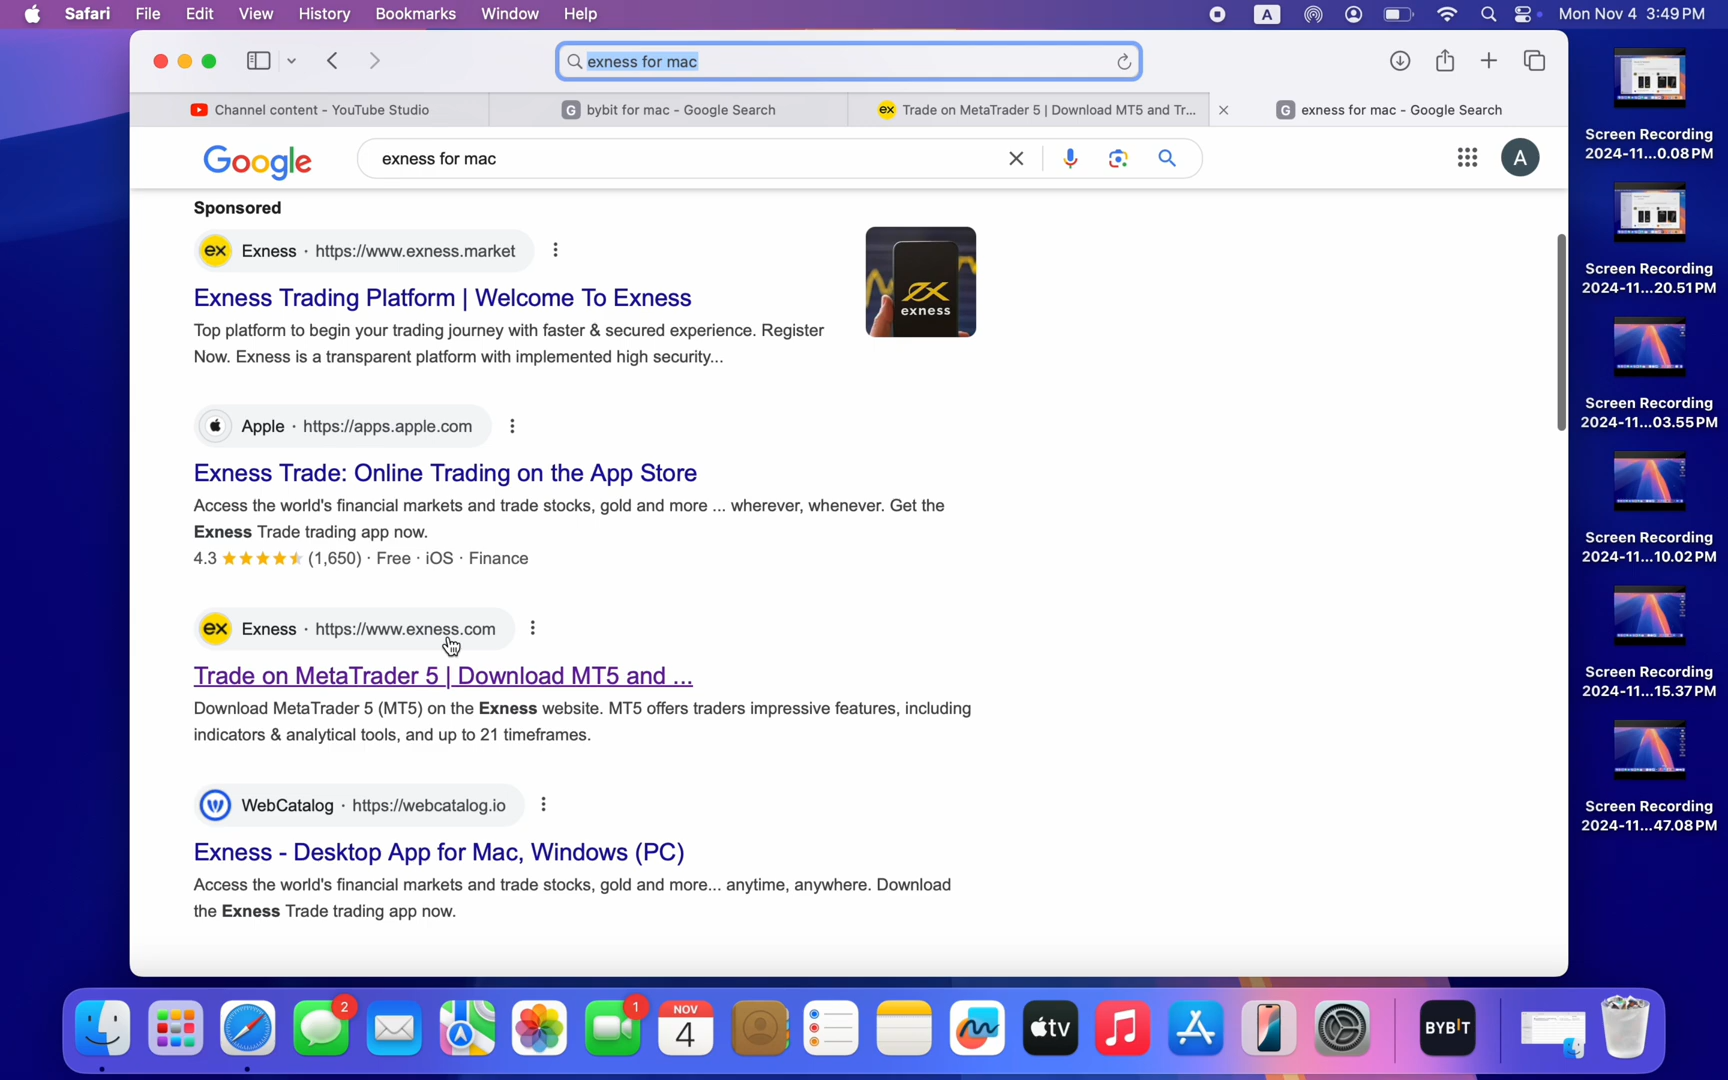 Safari File Edit View History Bookmarks Window Help A Mon Nov 4 3:49 PM
exness for mac
Channel content - YouTube Studio
G bybit for mac - Google Search
ex Trade on MetaTrader 5 | Download MT5 and Tr...
G exness for mac - Google Search
Google exness for mac A
Sponsored
ex Exness · https://www.exness.market
Exness Trading Platform | Welcome To Exness
Top platform to begin your trading journey with faster & secured experience. Register
Now. Exness is a transparent platform with implemented high security...
exness
Apple · https://apps.apple.com
Exness Trade: Online Trading on the App Store
Access the world's financial markets and trade stocks, gold and more ... wherever, whenever. Get the
Exness Trade trading app now.
4.3 (1,650) · Free · iOS · Finance
ex Exness · https://www.exness.com
Trade on MetaTrader 5 | Download MT5 and ...
Download MetaTrader 5 (MT5) on the Exness website. MT5 offers traders impressive features, including
indicators & analytical tools, and up to 21 timeframes.
WebCatalog · https://webcatalog.io
Exness - Desktop App for Mac, Windows (PC)
Access the world's financial markets and trade stocks, gold and more... anytime, anywhere. Download
the Exness Trade trading app now.
Screen Recording
2024-11...0.08 PM
Screen Recording
2024-11...20.51 PM
Screen Recording
2024-11...03.55 PM
Screen Recording
2024-11...10.02 PM
Screen Recording
2024-11...15.37 PM
Screen Recording
2024-11...47.08 PM
2
1
NOV
4
tv
BYBIT